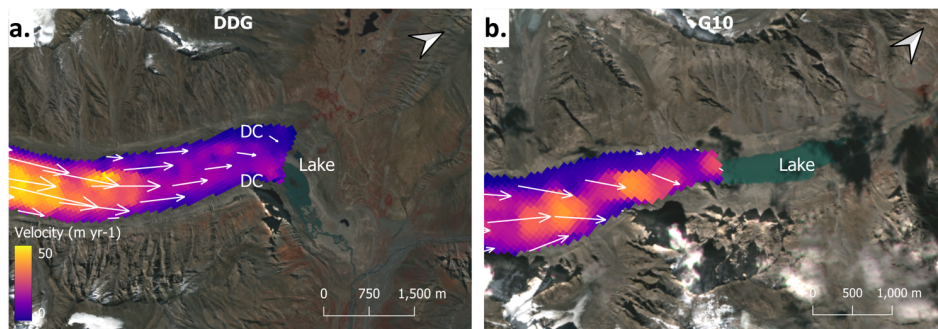 a.
DDG
DC
Lake
DC
Velocity (m yr-1)
50
0
0 750 1,500 m
b.
G10
Lake
0 500 1,000 m